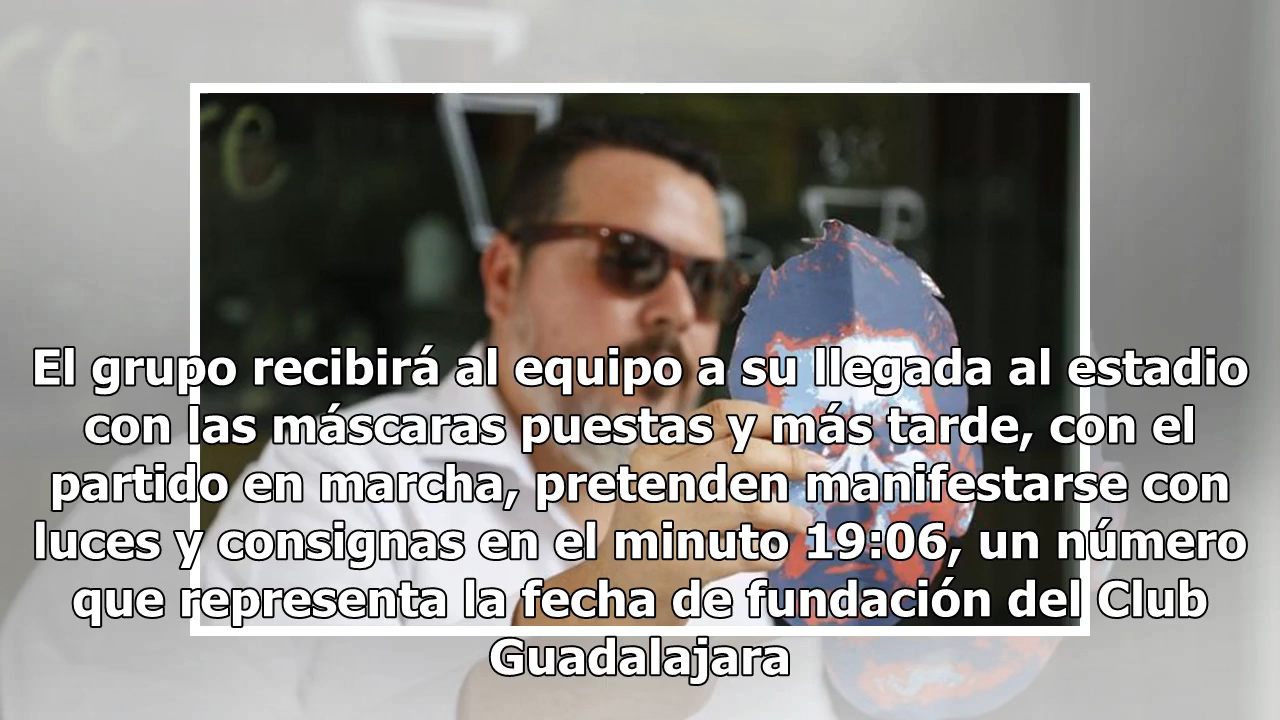 El grupo recibirá al equipo a su llegada al estadio
con las máscaras puestas y más tarde, con el
partido en marcha, pretenden manifestarse con
luces y consignas en el minuto 19:06, un número
que representa la fecha de fundación del Club
Guadalajara